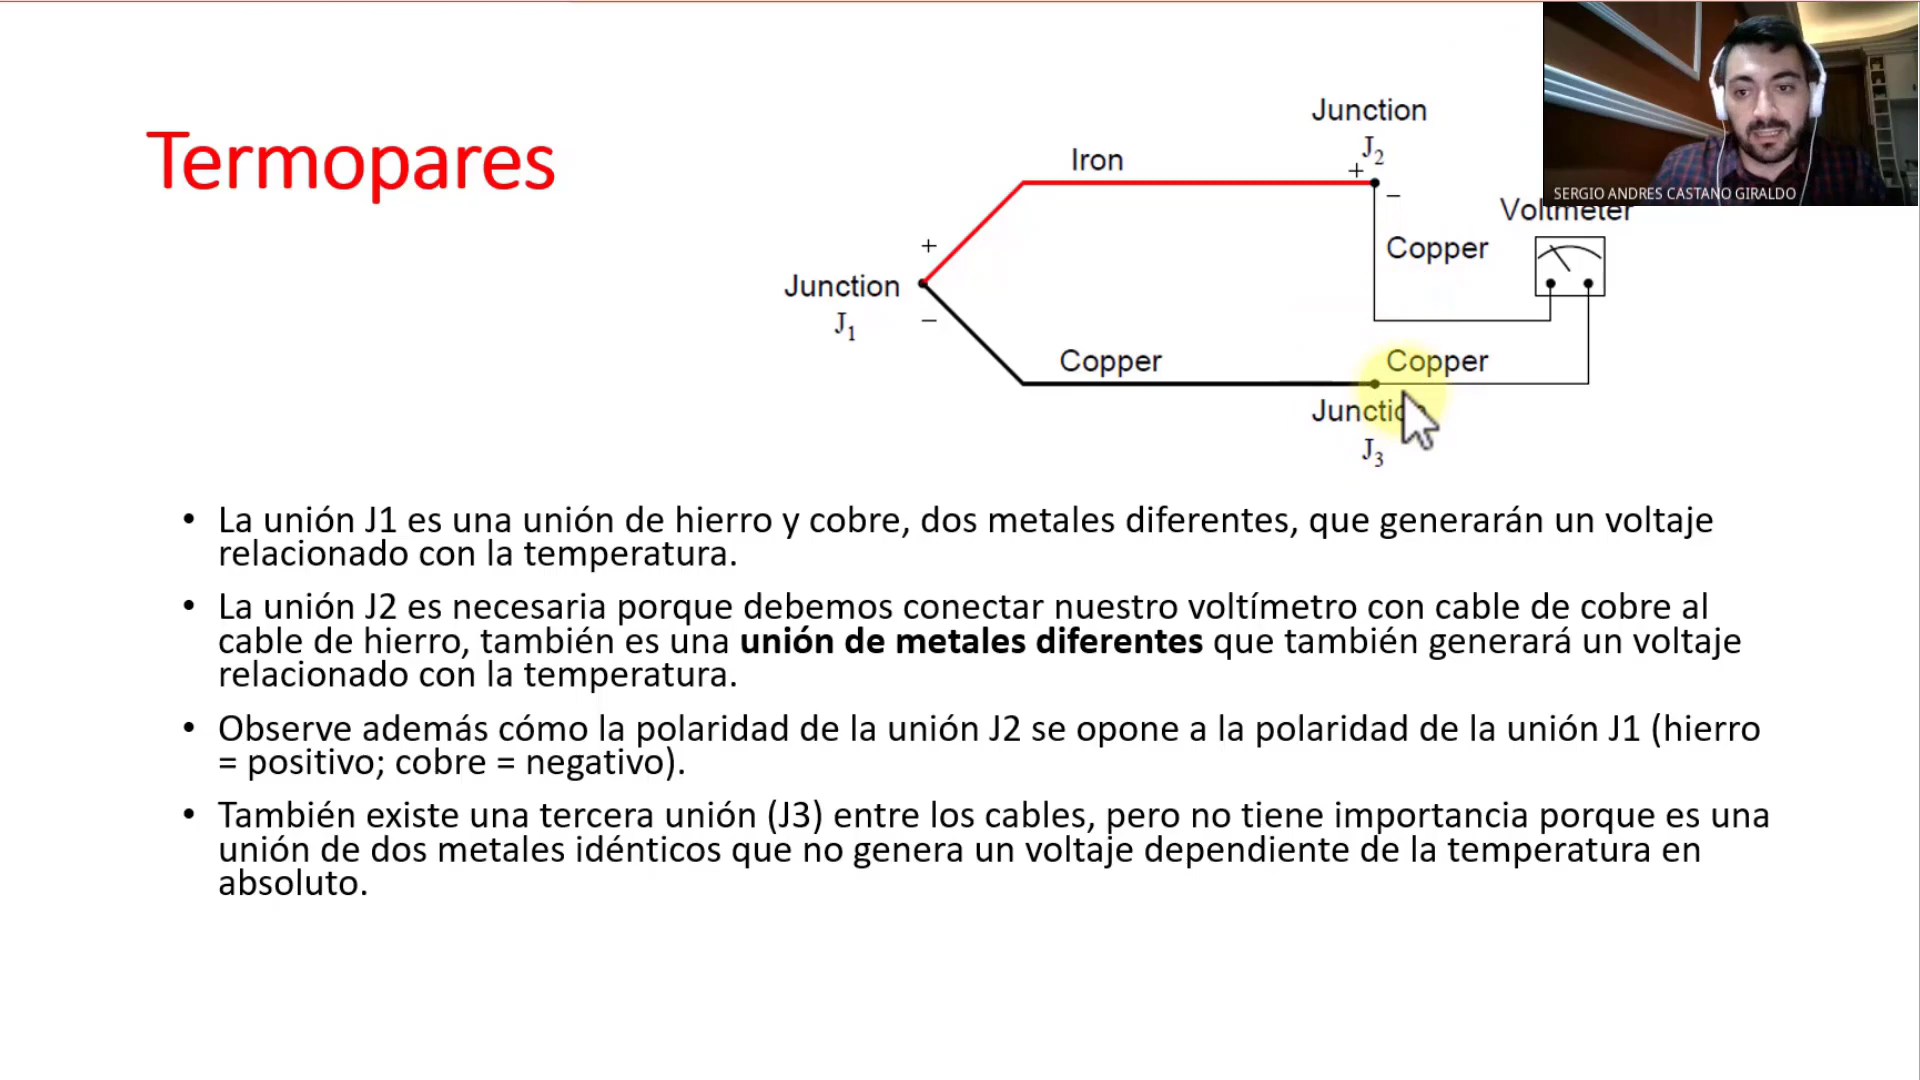 SERGIO ANDRES CASTANO GIRALDO
Termopares
Junction
J2
+
−
Iron
Voltmeter
+
Copper
Junction
J1
−
Copper
Copper
Junction
J3
• La unión J1 es una unión de hierro y cobre, dos metales diferentes, que generarán un voltaje
relacionado con la temperatura.
• La unión J2 es necesaria porque debemos conectar nuestro voltímetro con cable de cobre al
cable de hierro, también es una unión de metales diferentes que también generará un voltaje
relacionado con la temperatura.
• Observe además cómo la polaridad de la unión J2 se opone a la polaridad de la unión J1 (hierro
= positivo; cobre = negativo).
• También existe una tercera unión (J3) entre los cables, pero no tiene importancia porque es una
unión de dos metales idénticos que no genera un voltaje dependiente de la temperatura en
absoluto.